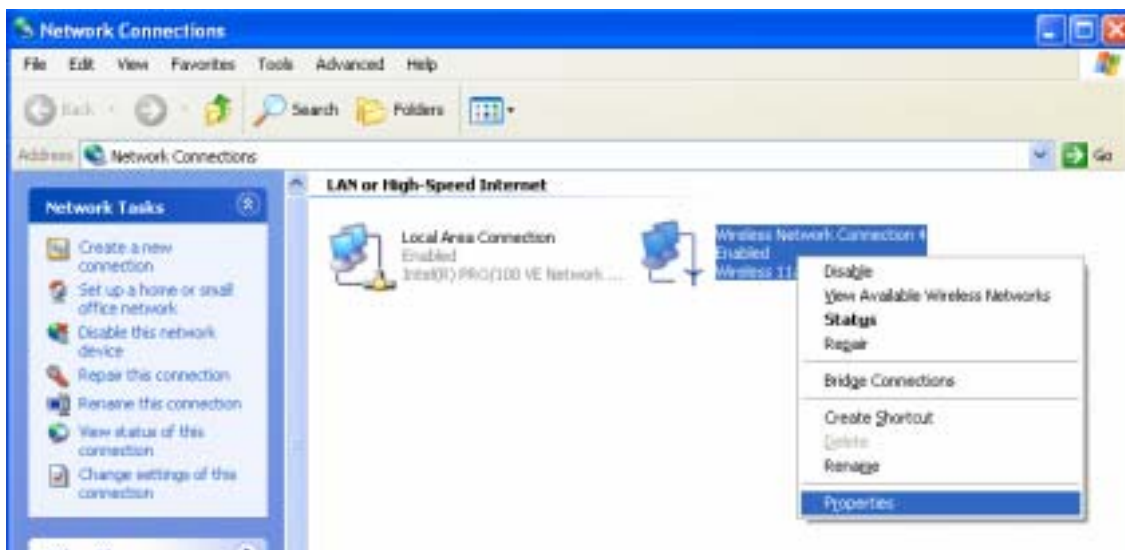 Network Connections
File Edit View Favorites Tools Advanced Help
Back Search Folders
Address Network Connections Go
Network Tasks
Create a new
connection
Set up a home or small
office network
Disable this network
device
Repair this connection
Rename this connection
View status of this
connection
Change settings of this
connection
LAN or High-Speed Internet
Local Area Connection
Enabled
Intel(R) PRO/100 VE Network ...
Wireless Network Connection 4
Enabled
Wireless
Disable
View Available Wireless Networks
Status
Repair
Bridge Connections
Create Shortcut
Delete
Rename
Properties